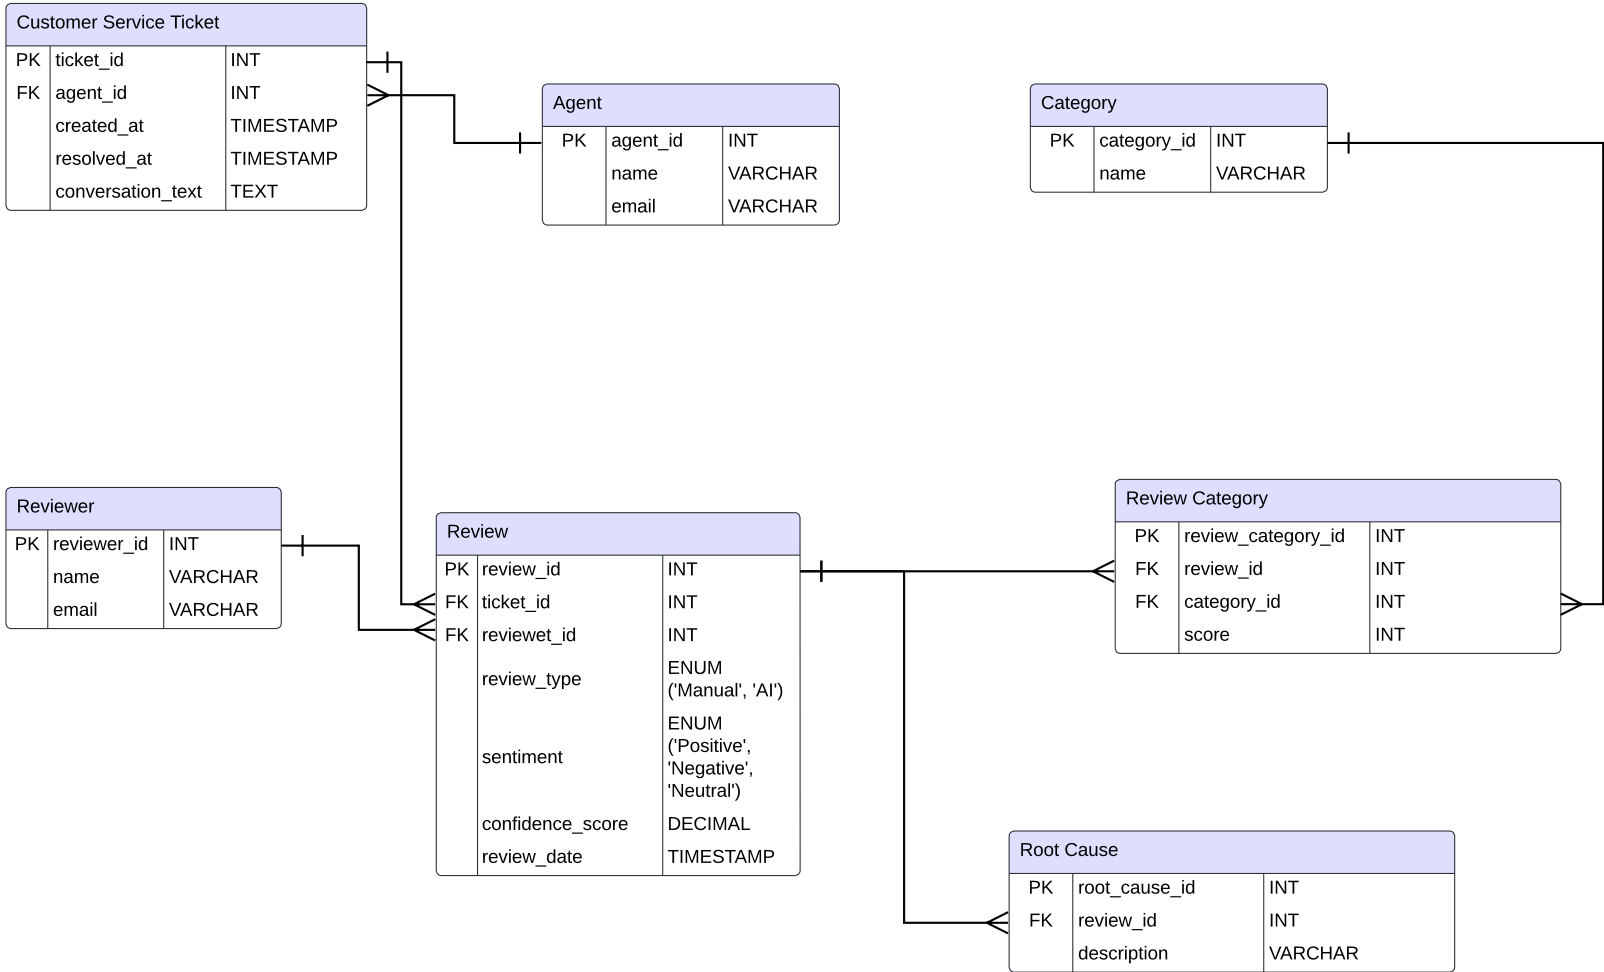 Customer Service Ticket
PK ticket_id INT
FK agent_id INT
created_at TIMESTAMP
resolved_at TIMESTAMP
conversation_text TEXT
Agent
PK agent_id INT
name VARCHAR
email VARCHAR
Category
PK category_id INT
name VARCHAR
Reviewer
PK reviewer_id INT
name VARCHAR
email VARCHAR
Review
PK review_id INT
FK ticket_id INT
FK reviewet_id INT
review_type ENUM
('Manual', 'AI')
sentiment ENUM
('Positive',
'Negative',
'Neutral')
confidence_score DECIMAL
review_date TIMESTAMP
Review Category
PK review_category_id INT
FK review_id INT
FK category_id INT
score INT
Root Cause
PK root_cause_id INT
FK review_id INT
description VARCHAR